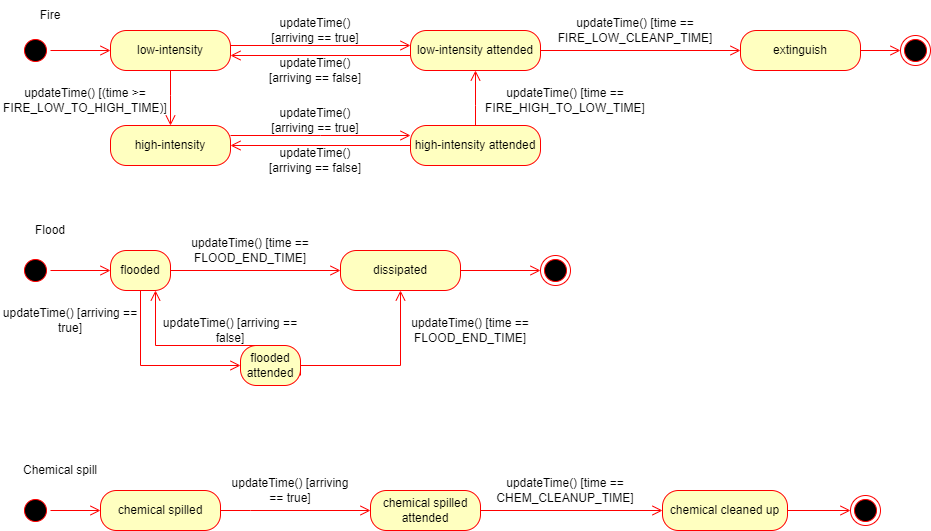 Fire
updateTime()
[arriving == true]
updateTime() [time ==
FIRE_LOW_CLEANP_TIME]
low-intensity
low-intensity attended
extinguish
updateTime()
[arriving == false]
updateTime() [(time >=
FIRE_LOW_TO_HIGH_TIME)]
updateTime() [time ==
FIRE_HIGH_TO_LOW_TIME]
updateTime()
[arriving == true]
high-intensity
high-intensity attended
updateTime()
[arriving == false]
Flood
updateTime() [time ==
FLOOD_END_TIME]
flooded
dissipated
updateTime() [arriving ==
true]
updateTime() [arriving ==
false]
updateTime() [time ==
FLOOD_END_TIME]
flooded
attended
Chemical spill
updateTime() [arriving
== true]
updateTime() [time ==
CHEM_CLEANUP_TIME]
chemical spilled
chemical spilled
attended
chemical cleaned up